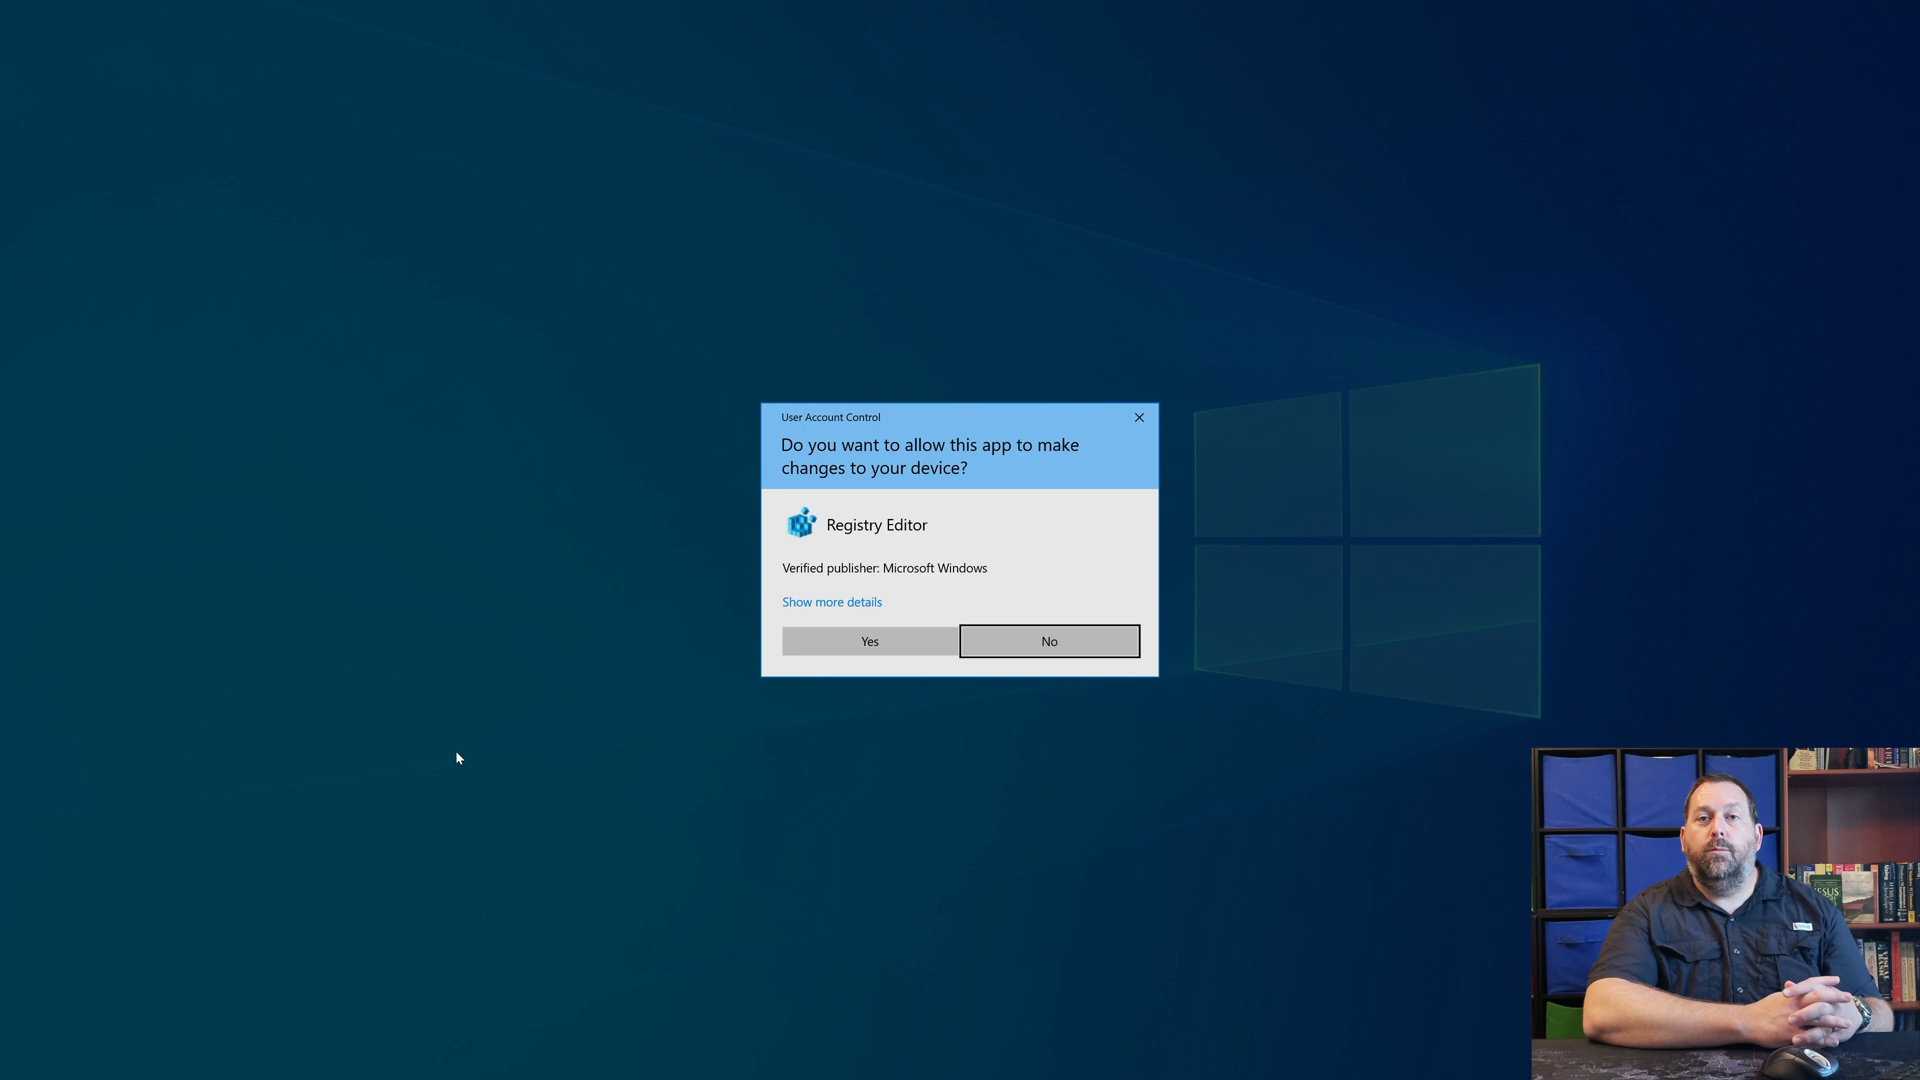 User Account Control
Do you want to allow this app to make
changes to your device?
Registry Editor
Verified publisher: Microsoft Windows
Show more details
Yes
No